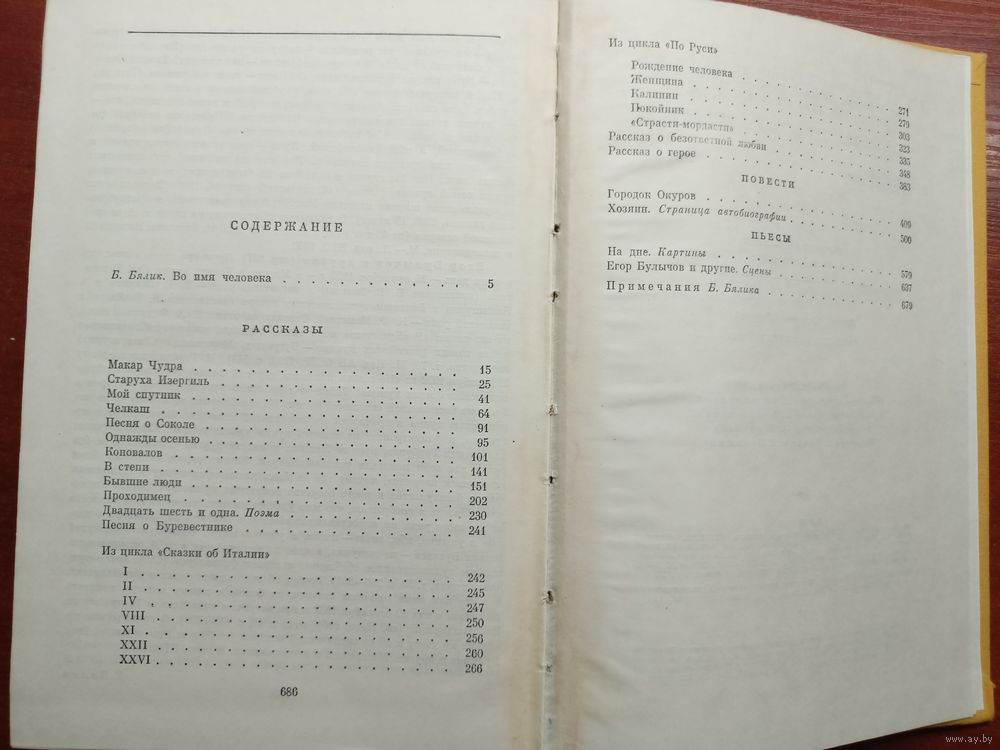 СОДЕРЖАНИЕ
Б. Бялик. Во имя человека . . . . . . . . . . . . . 5
РАССКАЗЫ
Макар Чудра . . . . . . . . . . . . . . . . . 15
Старуха Изергиль . . . . . . . . . . . . . . . . 25
Мой спутник . . . . . . . . . . . . . . . . . 41
Челкаш . . . . . . . . . . . . . . . . . . . 64
Песня о Соколе . . . . . . . . . . . . . . . . 91
Однажды осенью . . . . . . . . . . . . . . . . 95
Коновалов . . . . . . . . . . . . . . . . . . 101
В степи . . . . . . . . . . . . . . . . . . . 141
Бывшие люди . . . . . . . . . . . . . . . . . 151
Проходимец . . . . . . . . . . . . . . . . . 202
Двадцать шесть и одна. Поэма . . . . . . . . . . . 230
Песня о Буревестнике . . . . . . . . . . . . . . 241
Из цикла «Сказки об Италии»
I . . . . . . . . . . . . . . . . . . . 242
II . . . . . . . . . . . . . . . . . . . 245
IV . . . . . . . . . . . . . . . . . . . 247
VIII . . . . . . . . . . . . . . . . . . 250
XI . . . . . . . . . . . . . . . . . . . 256
XXII . . . . . . . . . . . . . . . . . . 260
XXVI . . . . . . . . . . . . . . . . . . 266
686
Из цикла «По Руси»
Рождение человека . . . . . . . . . . 271
Женщина . . . . . . . . . . . . . 279
Калинин . . . . . . . . . . . . . 303
Покойник . . . . . . . . . . . . . 323
«Страсти-мордасти» . . . . . . . . . . 335
Рассказ о безответной любви . . . . . . . . 348
Рассказ о герое . . . . . . . . . . . . 383
ПОВЕСТИ
Городок Окуров . . . . . . . . . . . . 409
Хозяин. Страница автобиографии . . . . . . . 500
ПЬЕСЫ
На дне. Картины . . . . . . . . . . . . 579
Егор Булычов и другие. Сцены . . . . . . . . 637
Примечания Б. Бялика . . . . . . . . . . 679
www.ay.by